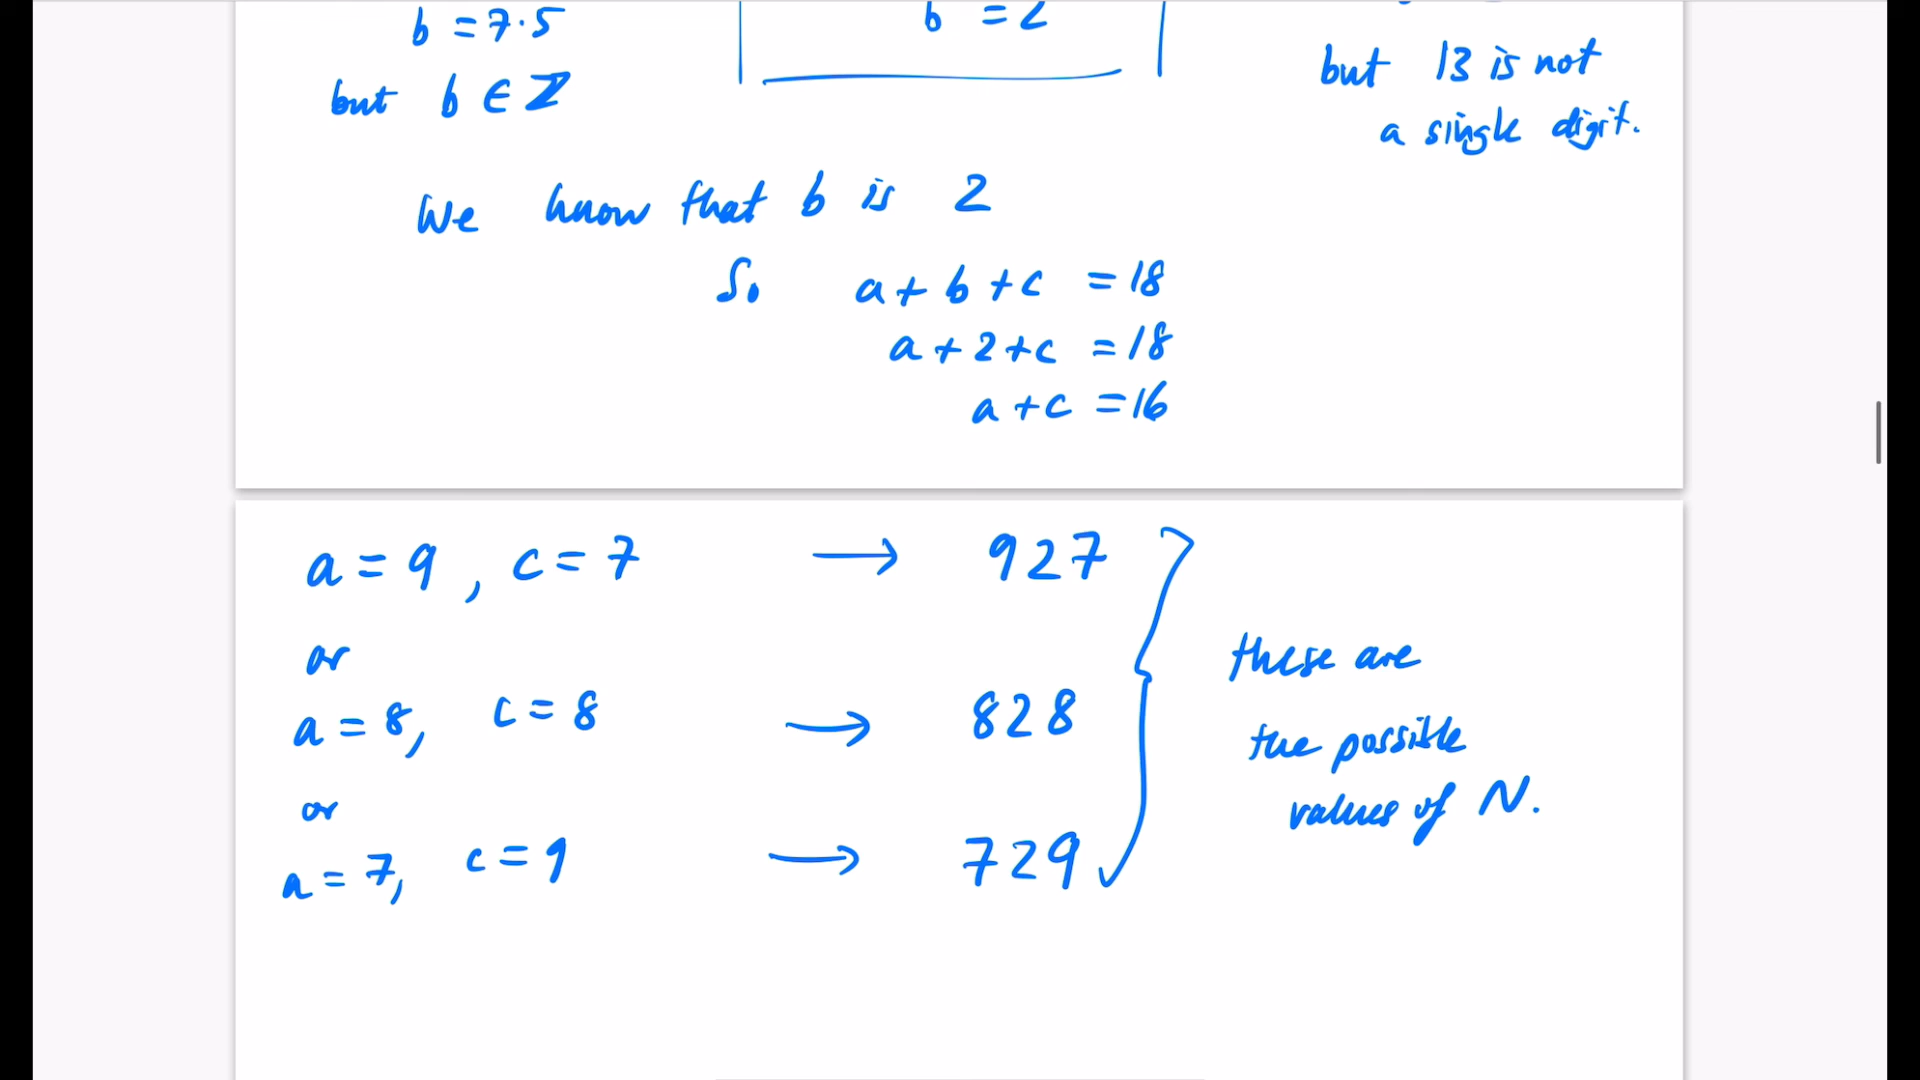 b = 7.5
but b ∈ Z
b = 2
but 13 is not
a single digit.
We know that b is 2
So a + b + c = 18
a + 2 + c = 18
a + c = 16
a = 9, c = 7 → 927
or
a = 8, c = 8 → 828
or
a = 7, c = 9 → 729
these are
the possible
values of N.